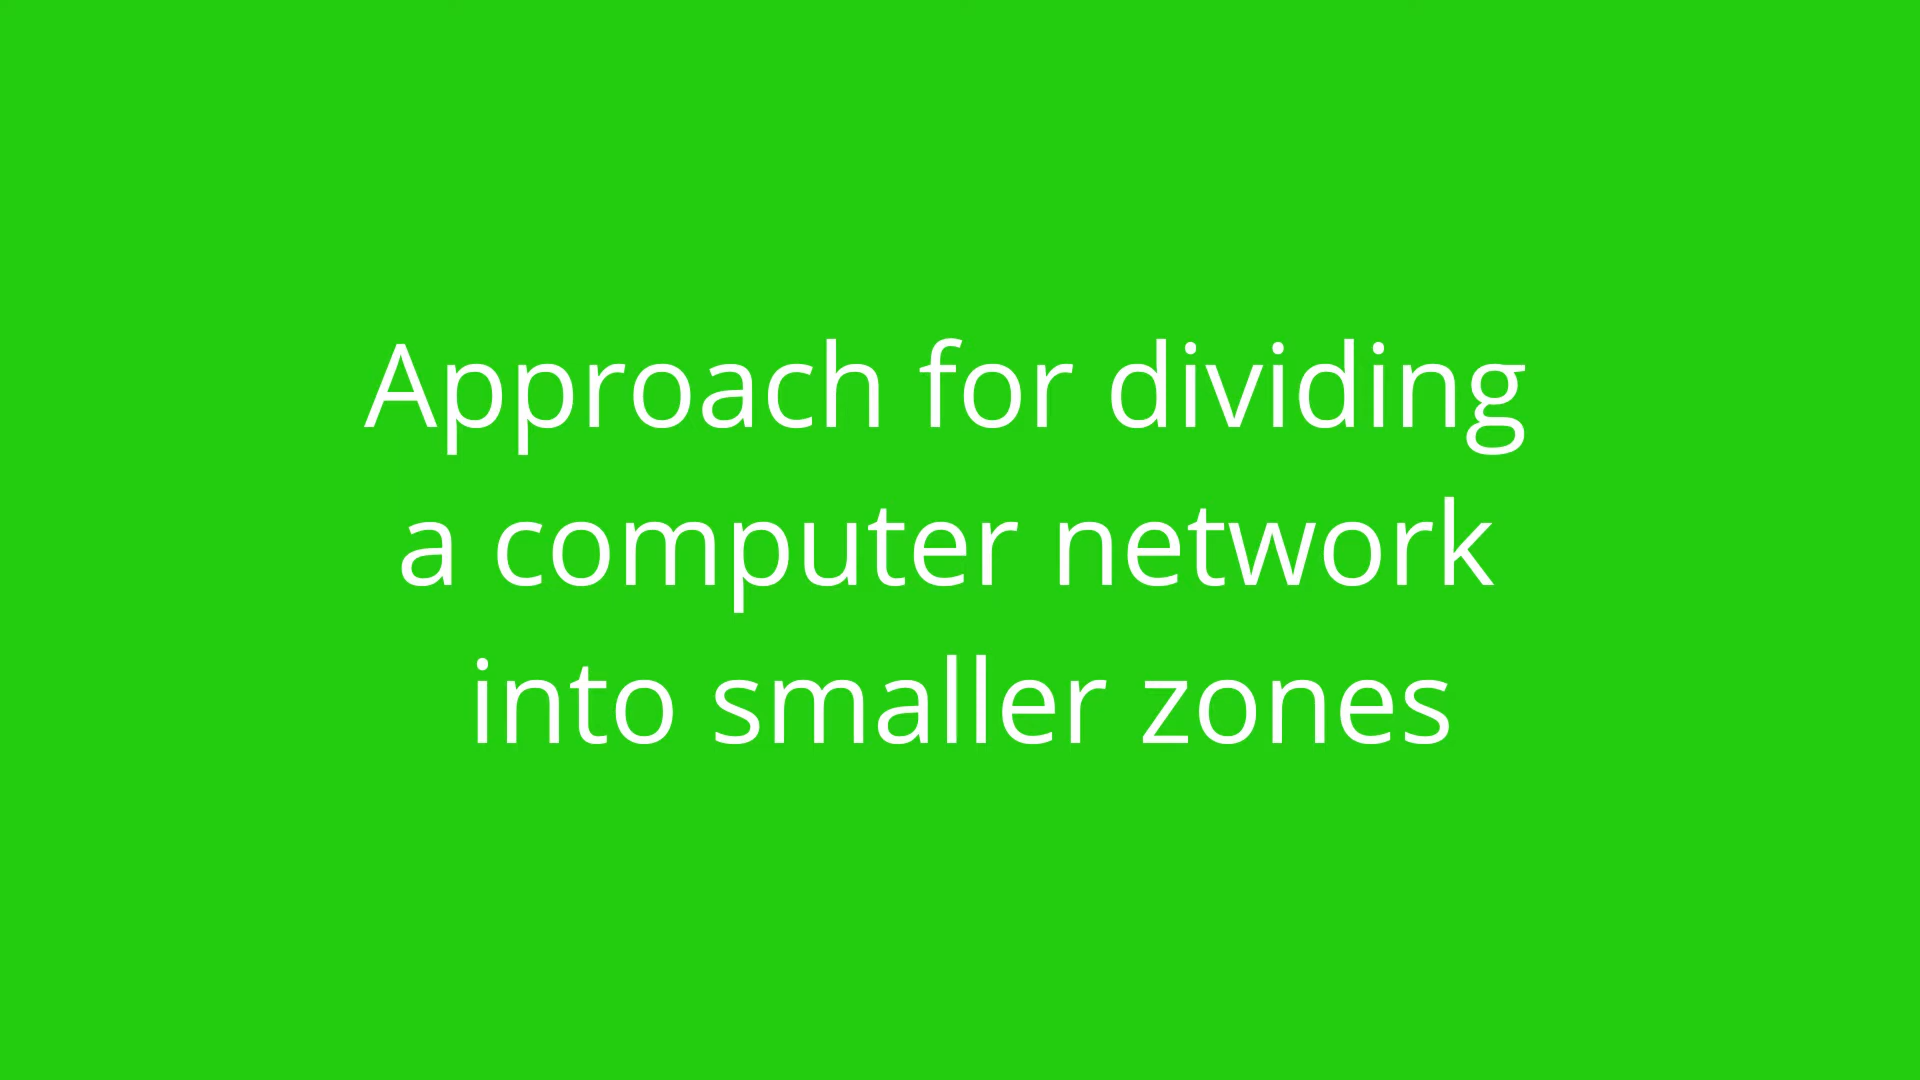 Approach for dividing
a computer network
into smaller zones